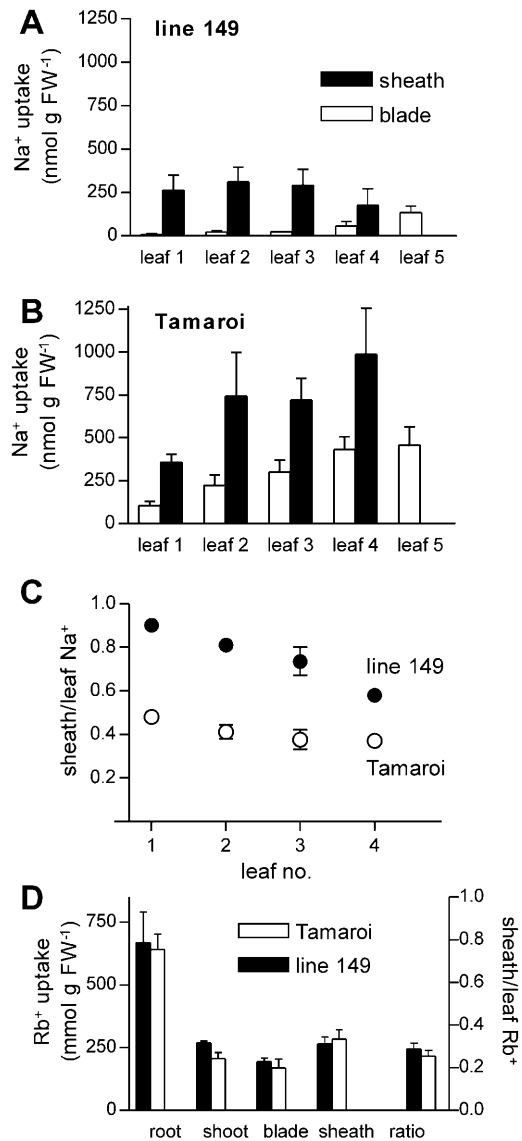 A
line 149
1250
1000
750
500
250
0
Na⁺ uptake
(nmol g FW⁻¹)
sheath
blade
leaf 1 leaf 2 leaf 3 leaf 4 leaf 5
B
Tamaroi
1250
1000
750
500
250
0
Na⁺ uptake
(nmol g FW⁻¹)
leaf 1 leaf 2 leaf 3 leaf 4 leaf 5
C
1.0
0.8
0.6
0.4
0.2
sheath/leaf Na⁺
line 149
Tamaroi
1 2 3 4
leaf no.
D
750
500
250
0
Rb⁺ uptake
(mmol g FW⁻¹)
Tamaroi
line 149
1.0
0.8
0.6
0.4
0.2
0.0
sheath/leaf Rb⁺
root shoot blade sheath ratio